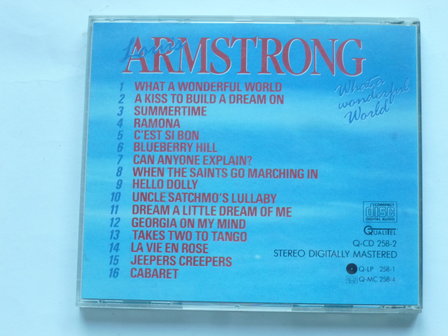 Louis
ARMSTRONG
What a
wonderful
World
1 WHAT A WONDERFUL WORLD
2 A KISS TO BUILD A DREAM ON
3 SUMMERTIME
4 RAMONA
5 C'EST SI BON
6 BLUEBERRY HILL
7 CAN ANYONE EXPLAIN?
8 WHEN THE SAINTS GO MARCHING IN
9 HELLO DOLLY
10 UNCLE SATCHMO'S LULLABY
11 DREAM A LITTLE DREAM OF ME
12 GEORGIA ON MY MIND
13 TAKES TWO TO TANGO
14 LA VIE EN ROSE
15 JEEPERS CREEPERS
16 CABARET
COMPACT
disc
DIGITAL AUDIO
QUALITEL
Q-CD 258-2
STEREO DIGITALLY MASTERED
Q-LP 258-1
Q-MC 258-4